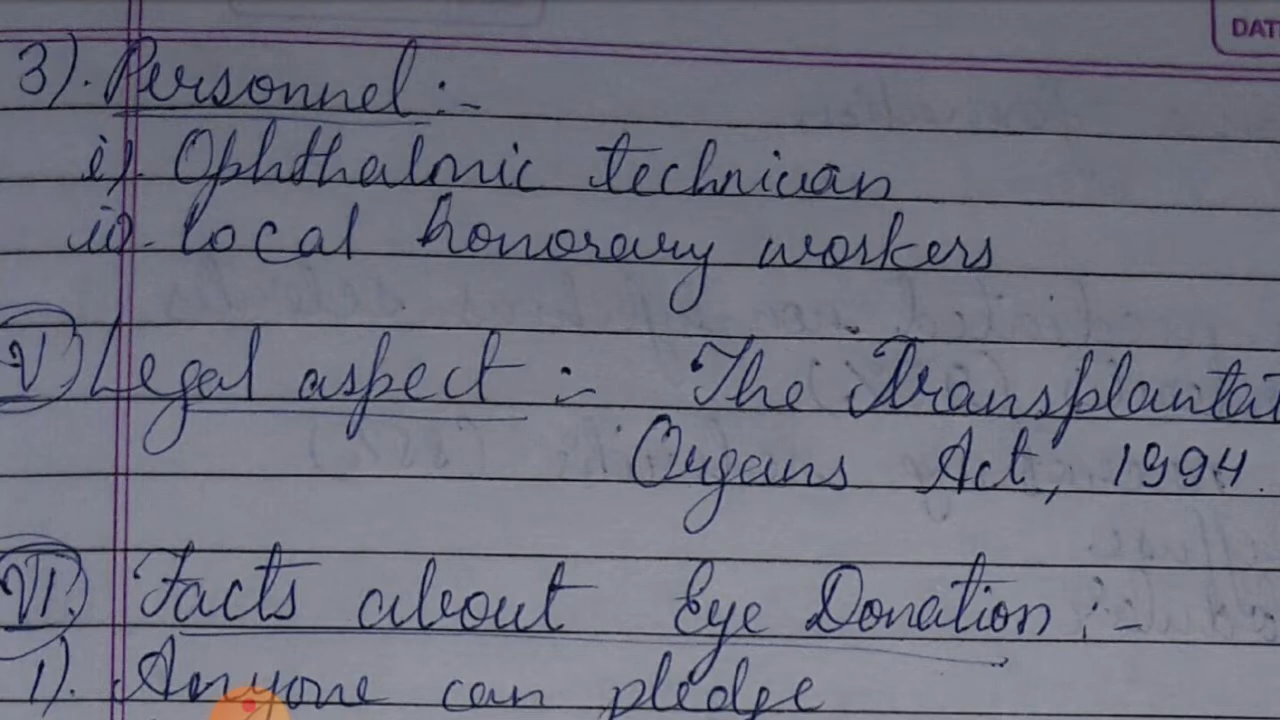 DAT
3). Personnel :-
i). Ophthalmic technician
ii). local honorary workers
V) Legal aspect :- The Transplantat
Organs Act, 1994.
VI) Facts about Eye Donation :-
1). Anyone can pledge